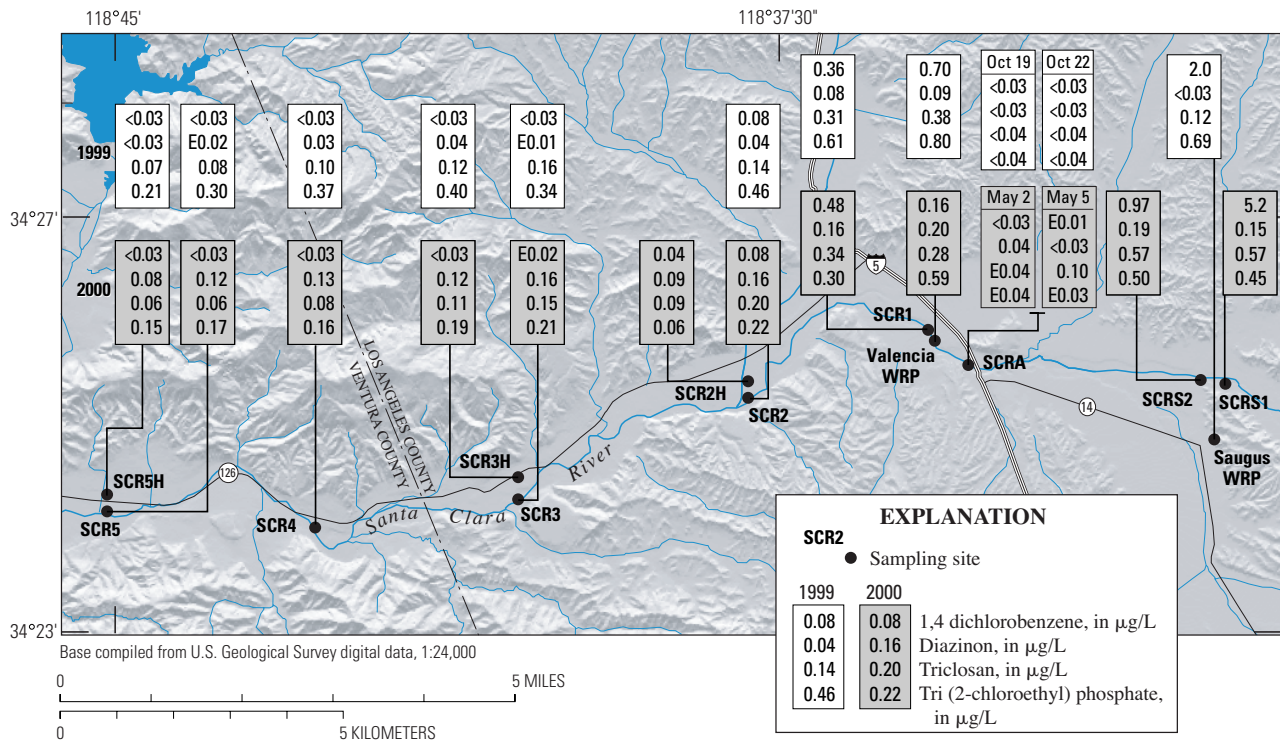 118°45'
118°37'30"
34°27'
34°23'
1999
<0.03
<0.03
0.07
0.21
<0.03
E0.02
0.08
0.30
<0.03
0.03
0.10
0.37
<0.03
0.04
0.12
0.40
<0.03
E0.01
0.16
0.34
0.08
0.04
0.14
0.46
0.36
0.08
0.31
0.61
0.70
0.09
0.38
0.80
Oct 19
<0.03
<0.03
<0.04
<0.04
Oct 22
<0.03
<0.03
<0.04
<0.04
2.0
<0.03
0.12
0.69
2000
<0.03
0.08
0.06
0.15
<0.03
0.12
0.06
0.17
<0.03
0.13
0.08
0.16
<0.03
0.12
0.11
0.19
E0.02
0.16
0.15
0.21
0.04
0.09
0.09
0.06
0.08
0.16
0.20
0.22
0.48
0.16
0.34
0.30
0.16
0.20
0.28
0.59
May 2
<0.03
0.04
E0.04
E0.04
May 5
E0.01
<0.03
0.10
E0.03
0.97
0.19
0.57
0.50
5.2
0.15
0.57
0.45
5
SCR1
Valencia
WRP
SCRA
SCRS2
SCRS1
14
Saugus
WRP
SCR2H
SCR2
LOS ANGELES COUNTY
VENTURA COUNTY
SCR3H
SCR3
Santa Clara River
126
SCR5H
SCR5
SCR4
EXPLANATION
SCR2
Sampling site
1999 2000
0.08 0.08 1,4 dichlorobenzene, in µg/L
0.04 0.16 Diazinon, in µg/L
0.14 0.20 Triclosan, in µg/L
0.46 0.22 Tri (2-chloroethyl) phosphate,
in µg/L
Base compiled from U.S. Geological Survey digital data, 1:24,000
0 5 MILES
0 5 KILOMETERS